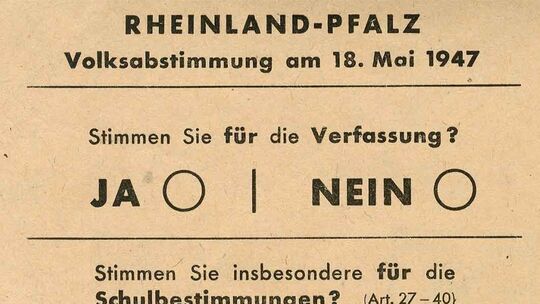 RHEINLAND-PFALZ
Volksabstimmung am 18. Mai 1947
Stimmen Sie für die Verfassung?
JA | NEIN
Stimmen Sie insbesondere für die
Schulbestimmungen? (Art. 27–40)